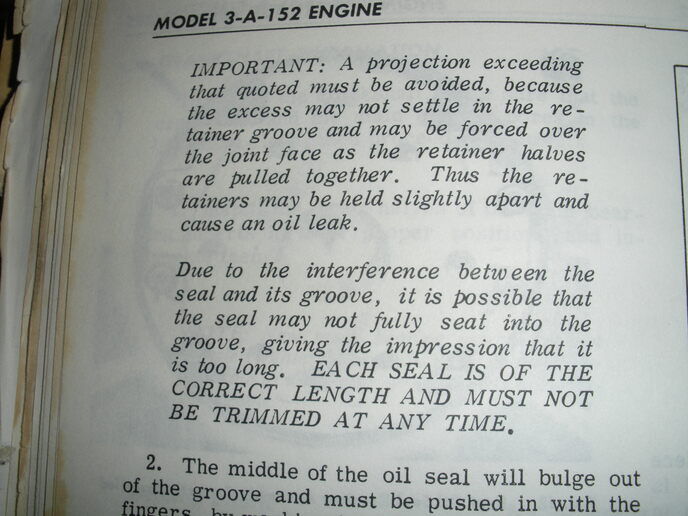 MODEL 3-A-152 ENGINE
IMPORTANT: A projection exceeding
that quoted must be avoided, because
the excess may not settle in the re-
tainer groove and may be forced over
the joint face as the retainer halves
are pulled together. Thus the re-
tainers may be held slightly apart and
cause an oil leak.
Due to the interference between the
seal and its groove, it is possible that
the seal may not fully seat into the
groove, giving the impression that it
is too long. EACH SEAL IS OF THE
CORRECT LENGTH AND MUST NOT
BE TRIMMED AT ANY TIME.
2. The middle of the oil seal will bulge out
of the groove and must be pushed in with the
fingers, by